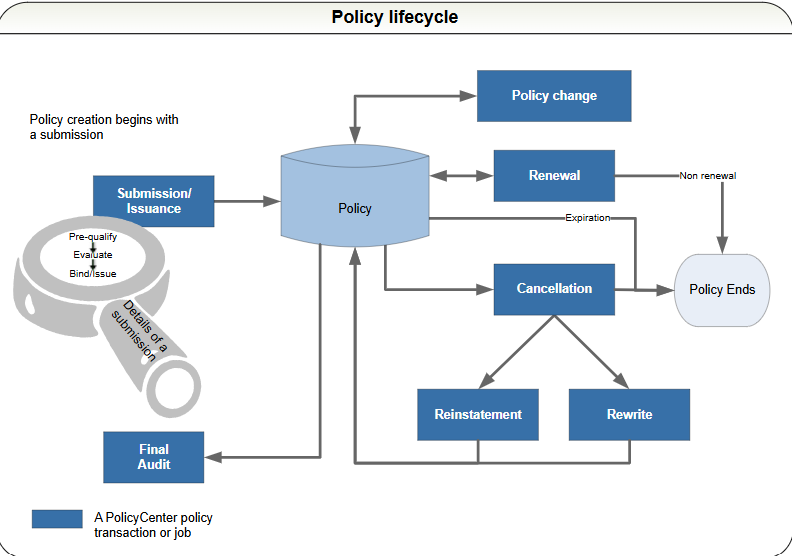 Policy lifecycle
Policy creation begins with
a submission
Policy change
Submission/
Issuance
Renewal
Non renewal
Policy
Expiration
Pre-qualify
Evaluate
Bind/Issue
Cancellation
Policy Ends
Details of a
submission
Reinstatement
Rewrite
Final
Audit
A PolicyCenter policy
transaction or job